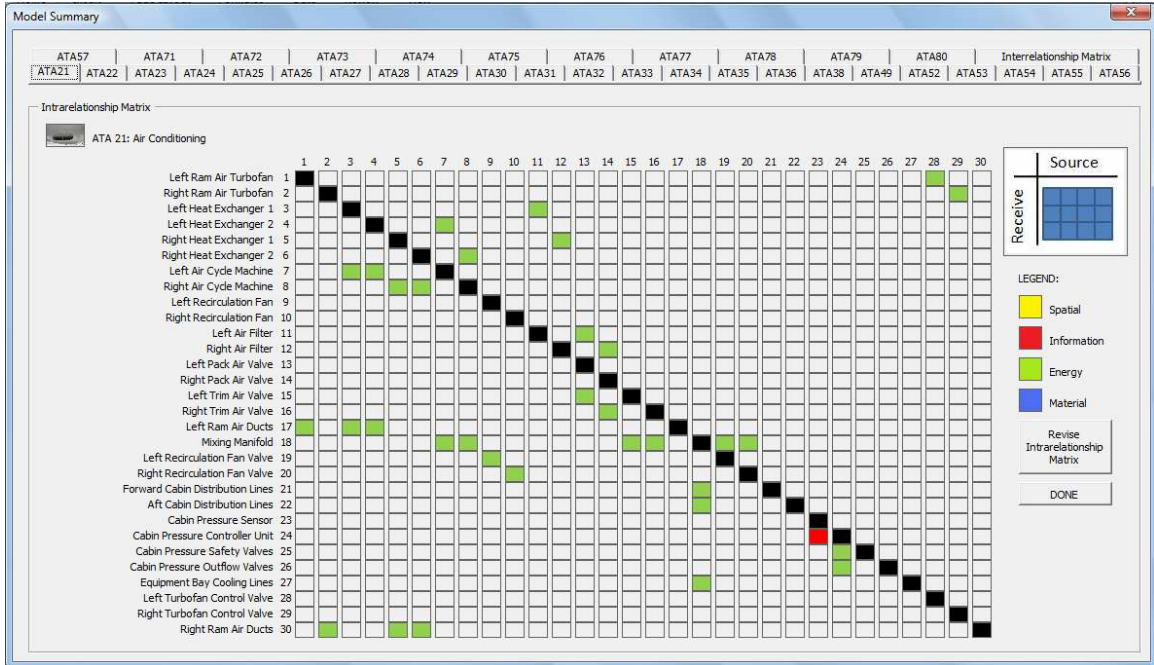 Model Summary
ATA57 ATA71 ATA72 ATA73 ATA74 ATA75 ATA76 ATA77 ATA78 ATA79 ATA80 Interrelationship Matrix
ATA21 ATA22 ATA23 ATA24 ATA25 ATA26 ATA27 ATA28 ATA29 ATA30 ATA31 ATA32 ATA33 ATA34 ATA35 ATA36 ATA38 ATA49 ATA52 ATA53 ATA54 ATA55 ATA56
Intrarelationship Matrix
ATA 21: Air Conditioning
1 2 3 4 5 6 7 8 9 10 11 12 13 14 15 16 17 18 19 20 21 22 23 24 25 26 27 28 29 30
Left Ram Air Turbofan 1
Right Ram Air Turbofan 2
Left Heat Exchanger 1 3
Left Heat Exchanger 2 4
Right Heat Exchanger 1 5
Right Heat Exchanger 2 6
Left Air Cycle Machine 7
Right Air Cycle Machine 8
Left Recirculation Fan 9
Right Recirculation Fan 10
Left Air Filter 11
Right Air Filter 12
Left Pack Air Valve 13
Right Pack Air Valve 14
Left Trim Air Valve 15
Right Trim Air Valve 16
Left Ram Air Ducts 17
Mixing Manifold 18
Left Recirculation Fan Valve 19
Right Recirculation Fan Valve 20
Forward Cabin Distribution Lines 21
Aft Cabin Distribution Lines 22
Cabin Pressure Sensor 23
Cabin Pressure Controller Unit 24
Cabin Pressure Safety Valves 25
Cabin Pressure Outflow Valves 26
Equipment Bay Cooling Lines 27
Left Turbofan Control Valve 28
Right Turbofan Control Valve 29
Right Ram Air Ducts 30
Source
Receive
LEGEND:
Spatial
Information
Energy
Material
Revise
Intrarelationship
Matrix
DONE